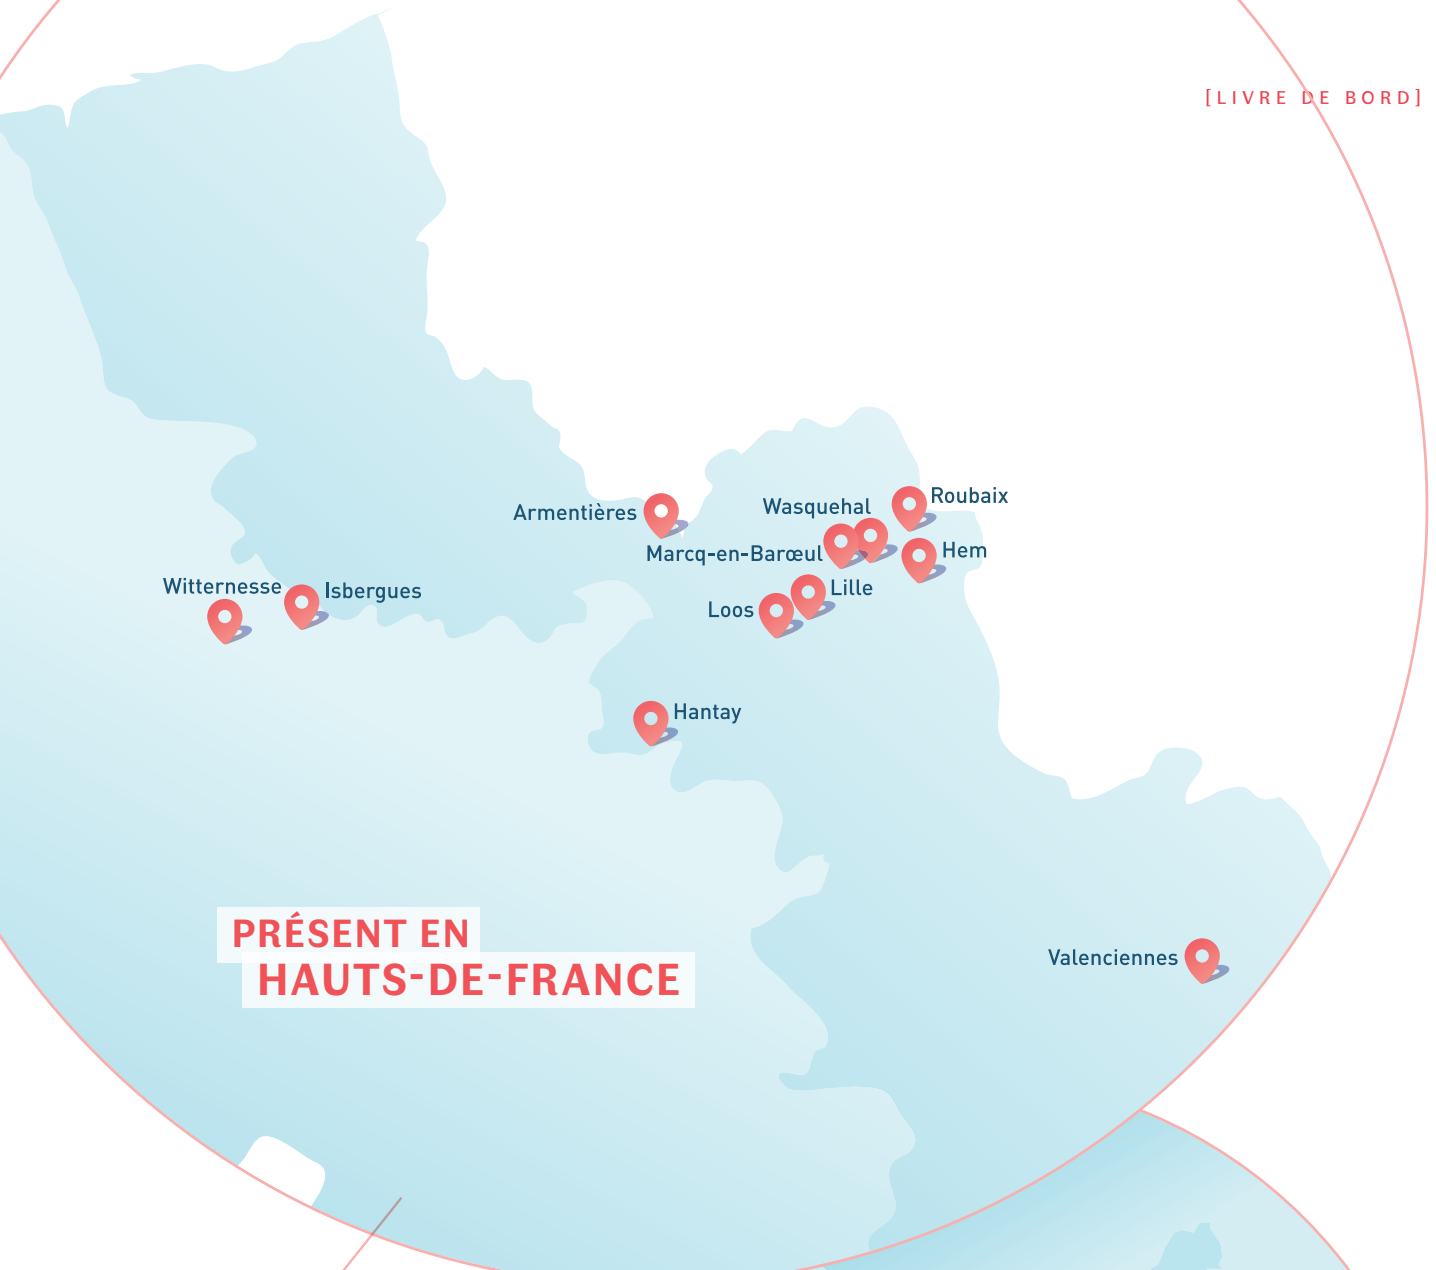 [LIVRE DE BORD]
Roubaix
Wasquehal
Armentières
Hem
Marcq-en-Barœul
Witternesse
Isbergues
Lille
Loos
Hantay
PRÉSENT EN
HAUTS-DE-FRANCE
Valenciennes